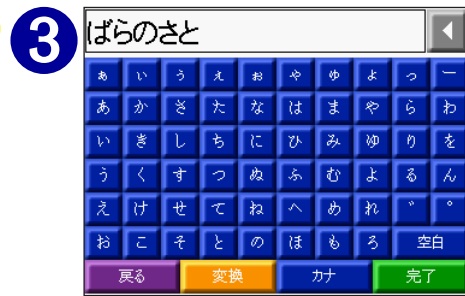 3
ばらのさと
ぁ ぃ ぅ ぇ ぉ ゃ ゅ ょ っ ー
あ か さ た な は ま や ら わ
い き し ち に ひ み ゆ り を
う く す つ ぬ ふ む よ る ん
え け せ て ね へ め れ ゛ ゜
お こ そ と の ほ も ろ 空白
戻る 変換 カナ 完了